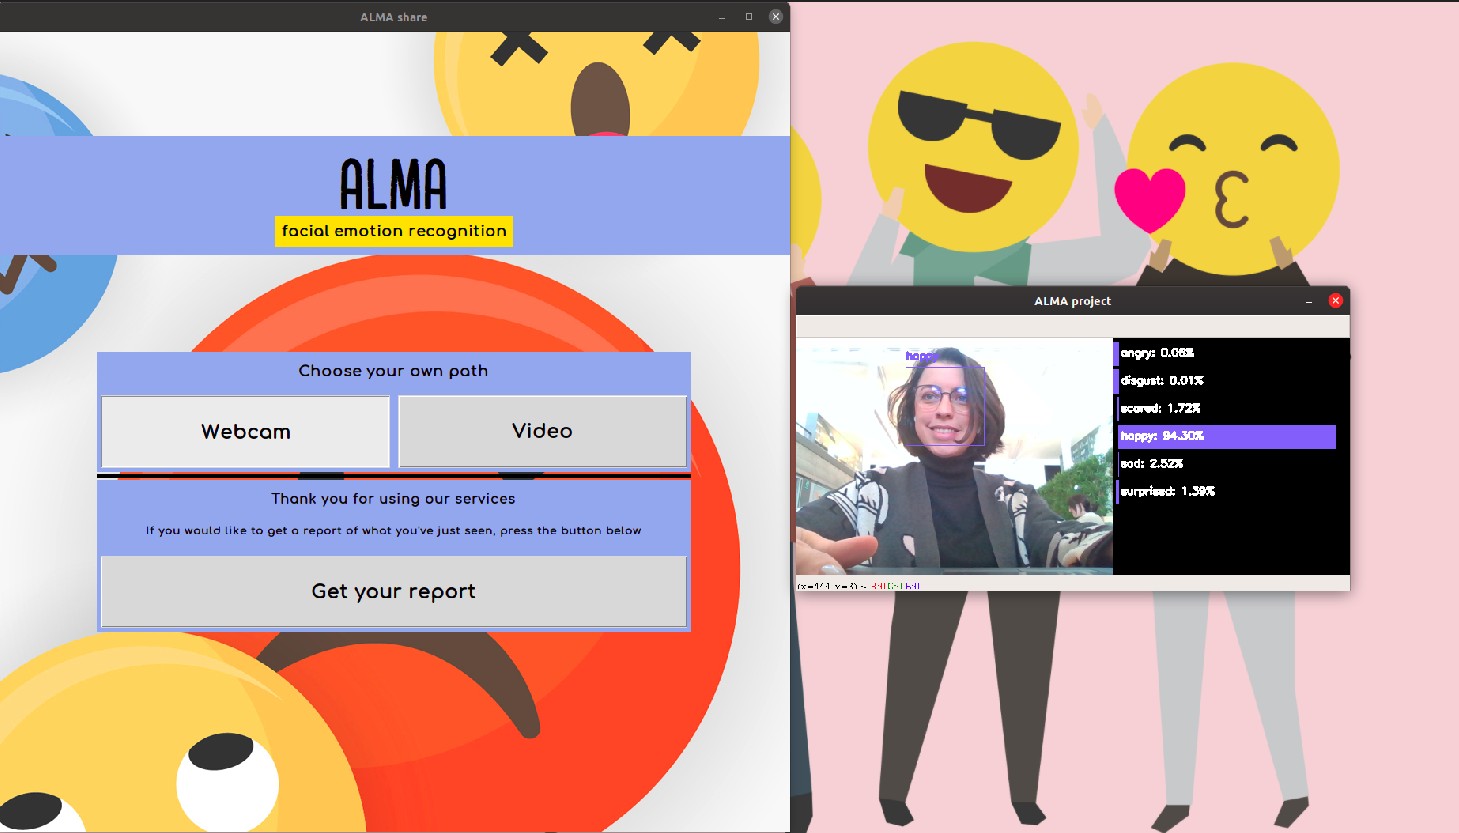 ALMA share
ALMA
facial emotion recognition
Choose your own path
Webcam
Video
Thank you for using our services
If you would like to get a report of what you've just seen, press the button below
Get your report
ALMA project
happy
angry: 0.06%
disgust: 0.01%
scared: 1.72%
happy: 94.30%
sad: 2.52%
surprised: 1.39%